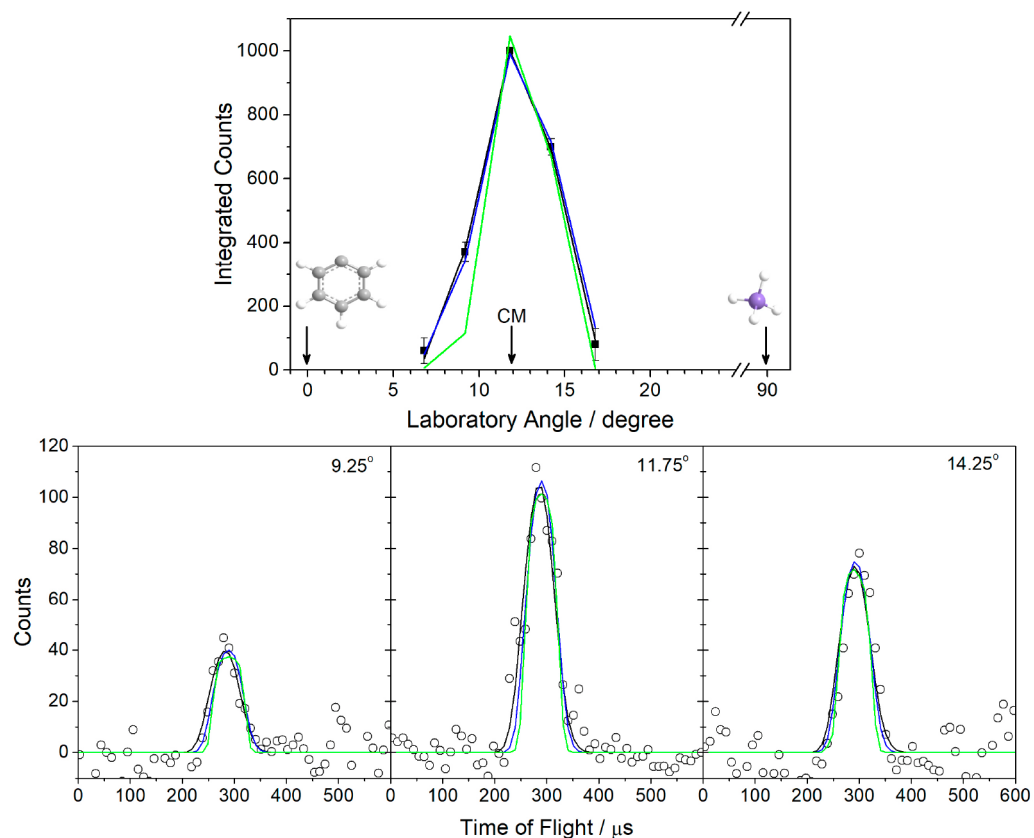 1000
800
600
400
200
0
Integrated Counts
CM
0 5 10 15 20 90
Laboratory Angle / degree
120
100
80
60
40
20
0
Counts
9.25°
11.75°
14.25°
0 100 200 300 400 500
0 100 200 300 400 500
0 100 200 300 400 500 600
Time of Flight / μs